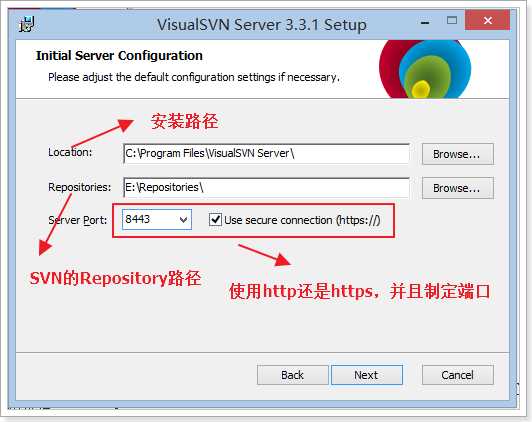 VisualSVN Server 3.3.1 Setup
Initial Server Configuration
Please adjust the default configuration settings if necessary.
安装路径
Location:
C:\Program Files\VisualSVN Server\
Browse...
Repositories:
E:\Repositories\
Browse...
Server Port:
8443
Use secure connection (https://)
SVN的Repository路径
使用http还是https，并且制定端口
Back
Next
Cancel